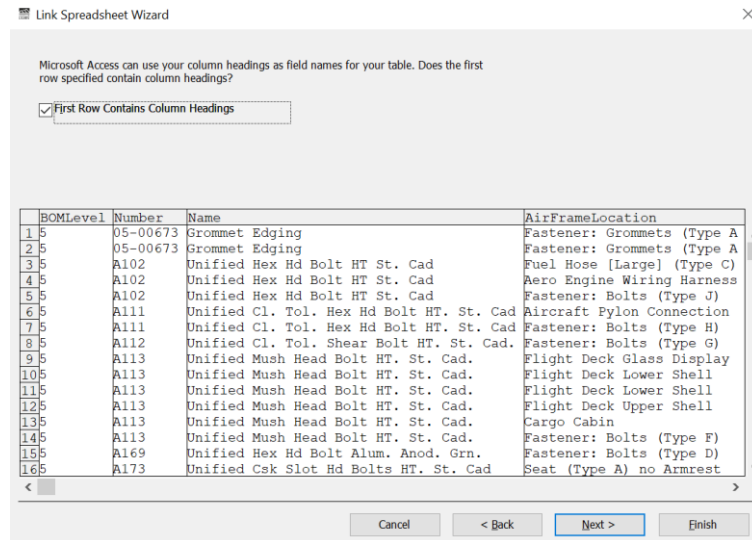 Link Spreadsheet Wizard
Microsoft Access can use your column headings as field names for your table. Does the first
row specified contain column headings?
First Row Contains Column Headings
BOMLevel Number Name AirFrameLocation
1 5 05-00673 Grommet Edging Fastener: Grommets (Type A
2 5 05-00673 Grommet Edging Fastener: Grommets (Type A
3 5 A102 Unified Hex Hd Bolt HT St. Cad Fuel Hose [Large] (Type C)
4 5 A102 Unified Hex Hd Bolt HT St. Cad Aero Engine Wiring Harness
5 5 A102 Unified Hex Hd Bolt HT St. Cad Fastener: Bolts (Type J)
6 5 A111 Unified Cl. Tol. Hex Hd Bolt HT. St. Cad Aircraft Pylon Connection
7 5 A111 Unified Cl. Tol. Hex Hd Bolt HT. St. Cad Fastener: Bolts (Type H)
8 5 A112 Unified Cl. Tol. Shear Bolt HT. St. Cad. Fastener: Bolts (Type G)
9 5 A113 Unified Mush Head Bolt HT. St. Cad. Flight Deck Glass Display
10 5 A113 Unified Mush Head Bolt HT. St. Cad. Flight Deck Lower Shell
11 5 A113 Unified Mush Head Bolt HT. St. Cad. Flight Deck Lower Shell
12 5 A113 Unified Mush Head Bolt HT. St. Cad. Flight Deck Upper Shell
13 5 A113 Unified Mush Head Bolt HT. St. Cad. Cargo Cabin
14 5 A113 Unified Mush Head Bolt HT. St. Cad. Fastener: Bolts (Type F)
15 5 A169 Unified Hex Hd Bolt Alum. Anod. Grn. Fastener: Bolts (Type D)
16 5 A173 Unified Csk Slot Hd Bolts HT. St. Cad Seat (Type A) no Armrest
Cancel < Back Next > Finish